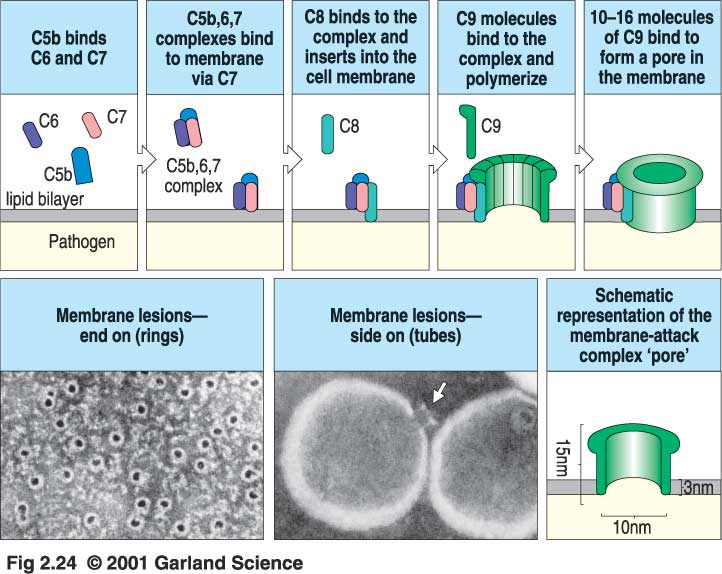 C5b binds
C6 and C7
C5b,6,7
complexes bind
to membrane
via C7
C8 binds to the
complex and
inserts into the
cell membrane
C9 molecules
bind to the
complex and
polymerize
10–16 molecules
of C9 bind to
form a pore in
the membrane
C6
C7
C5b
lipid bilayer
Pathogen
C5b,6,7
complex
C8
C9
Membrane lesions—
end on (rings)
Membrane lesions—
side on (tubes)
Schematic
representation of the
membrane-attack
complex ‘pore’
15nm
3nm
10nm
Fig 2.24 © 2001 Garland Science